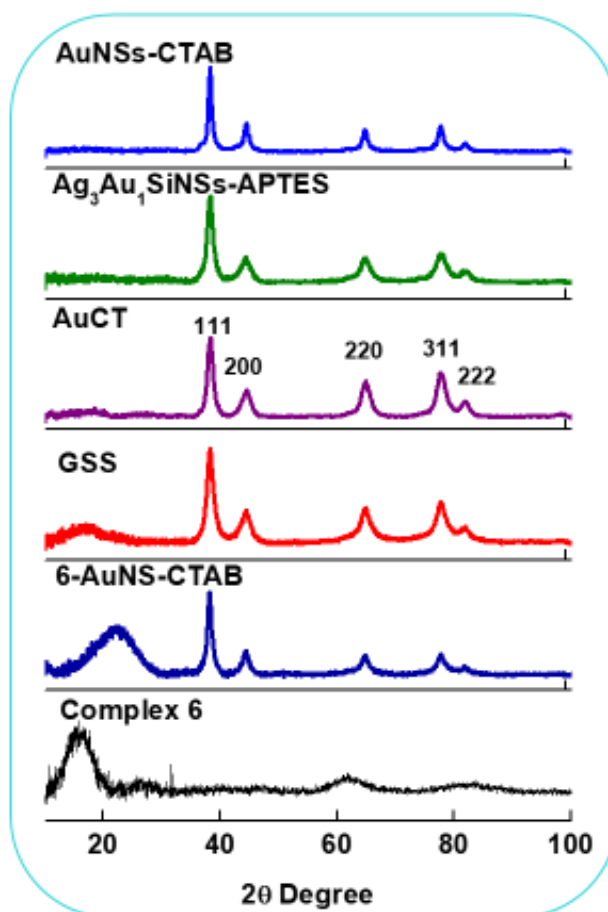 AuNSs-CTAB
Ag₃Au₁SiNSs-APTES
AuCT
111
200
220
311
222
GSS
6-AuNS-CTAB
Complex 6
20 40 60 80 100
2θ Degree